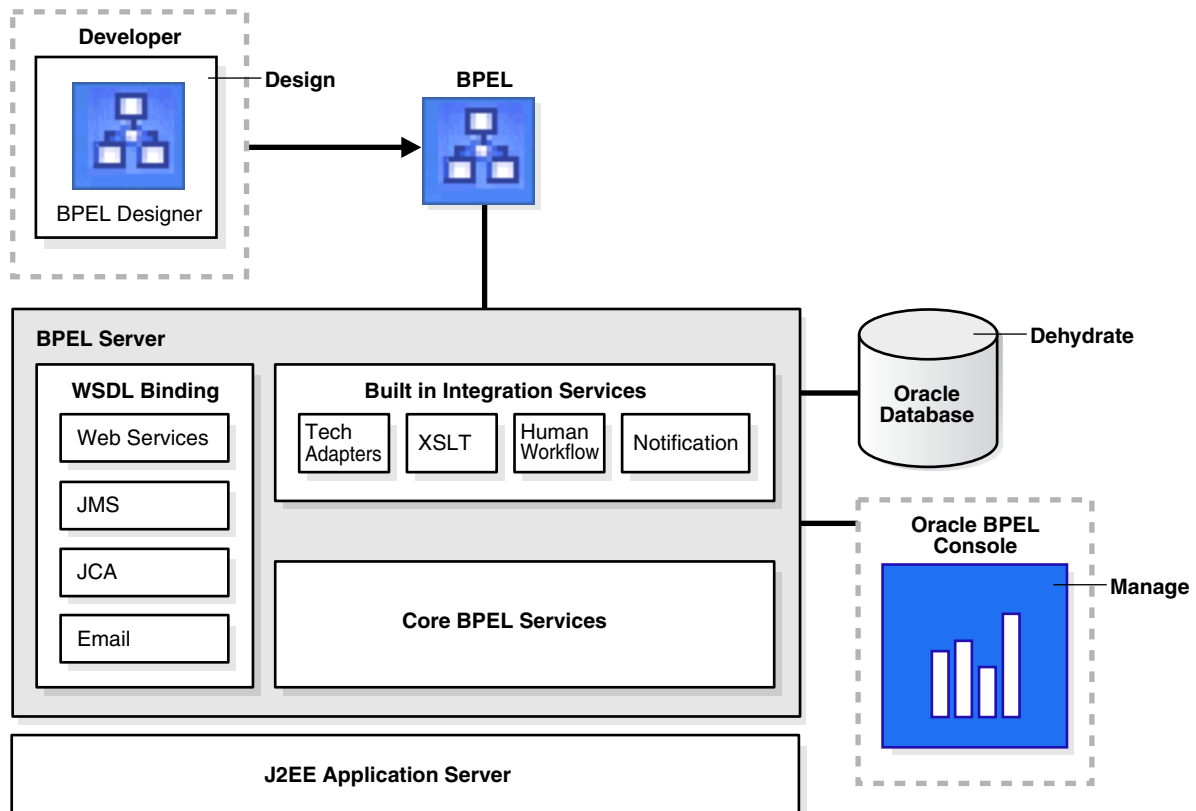 Developer
Design
BPEL Designer
BPEL
BPEL Server
WSDL Binding
Web Services
JMS
JCA
Email
Built in Integration Services
Tech
Adapters
XSLT
Human
Workflow
Notification
Core BPEL Services
Dehydrate
Oracle
Database
Oracle BPEL
Console
Manage
J2EE Application Server